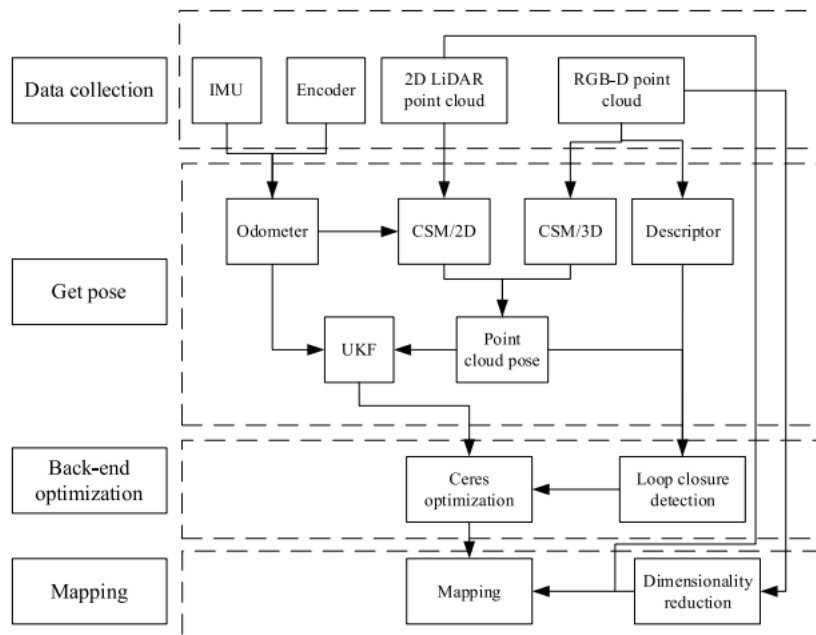 Data collection
IMU
Encoder
2D LiDAR
point cloud
RGB-D point
cloud
Get pose
Odometer
CSM/2D
CSM/3D
Descriptor
UKF
Point
cloud pose
Back-end
optimization
Ceres
optimization
Loop closure
detection
Mapping
Mapping
Dimensionality
reduction